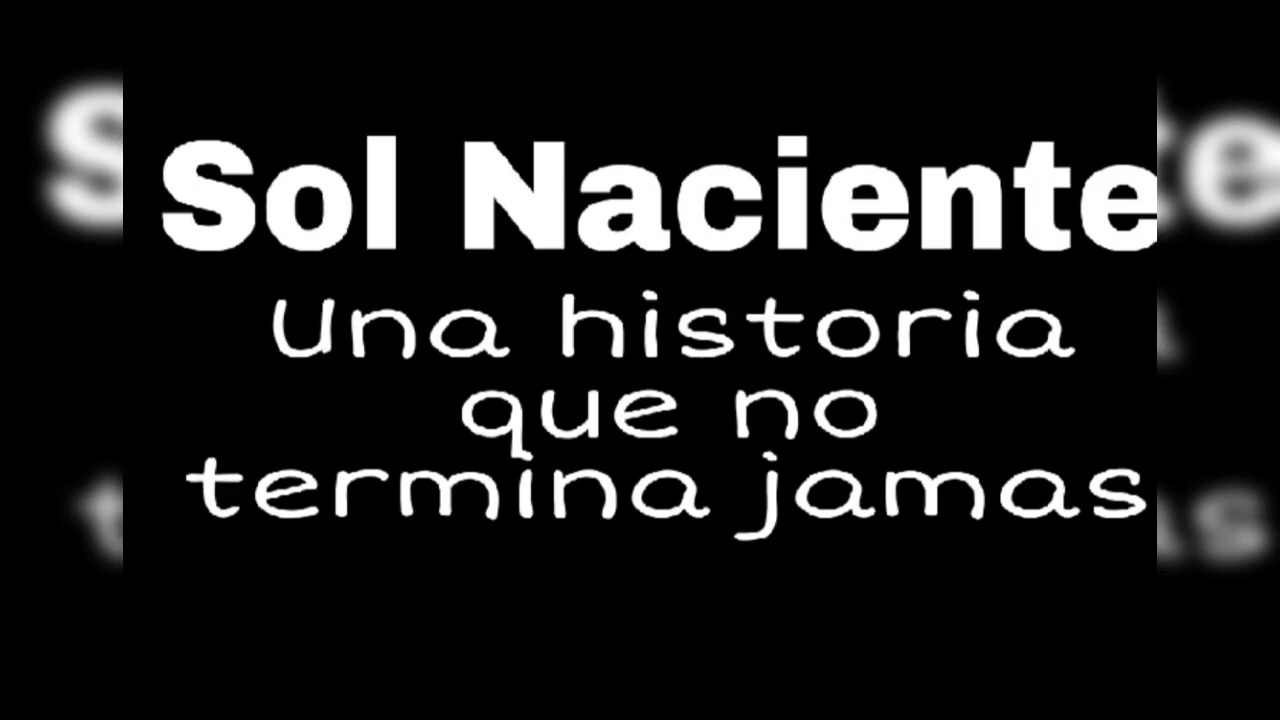 Sol Naciente
Una historia
que no
termina jamas